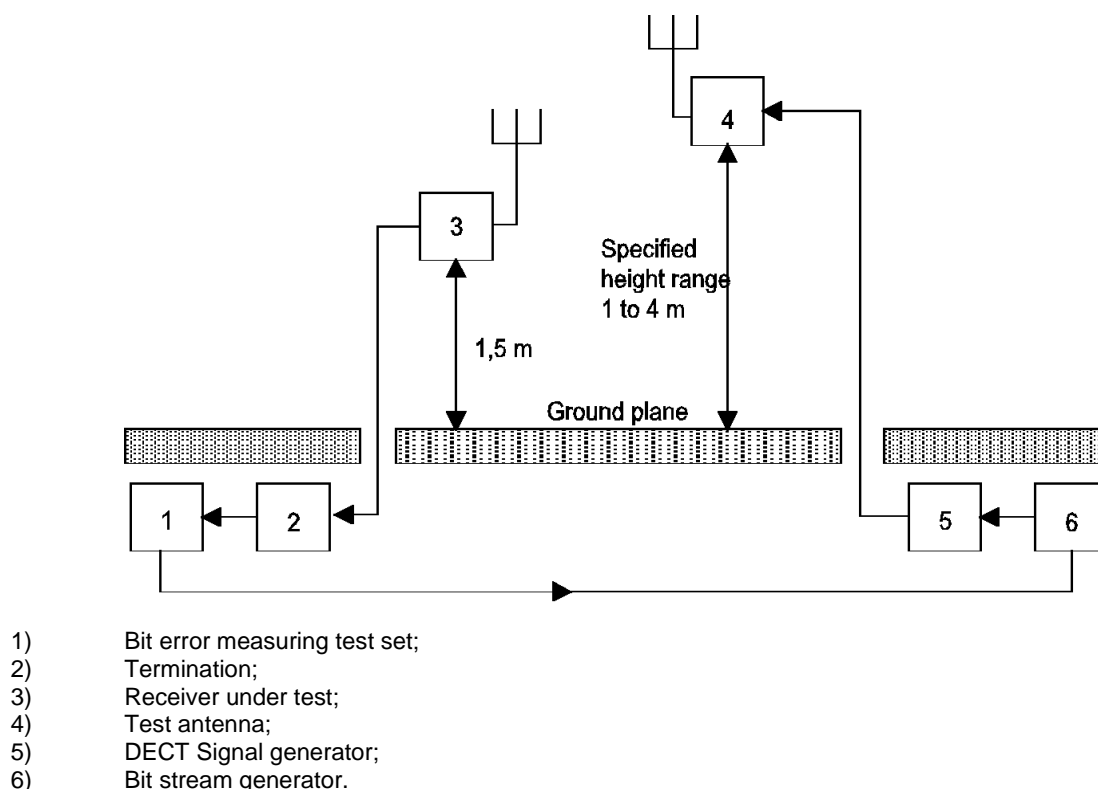 4
3
Specified
height range
1 to 4 m
1,5 m
Ground plane
1 2 5 6
1) Bit error measuring test set;
2) Termination;
3) Receiver under test;
4) Test antenna;
5) DECT Signal generator;
6) Bit stream generator.